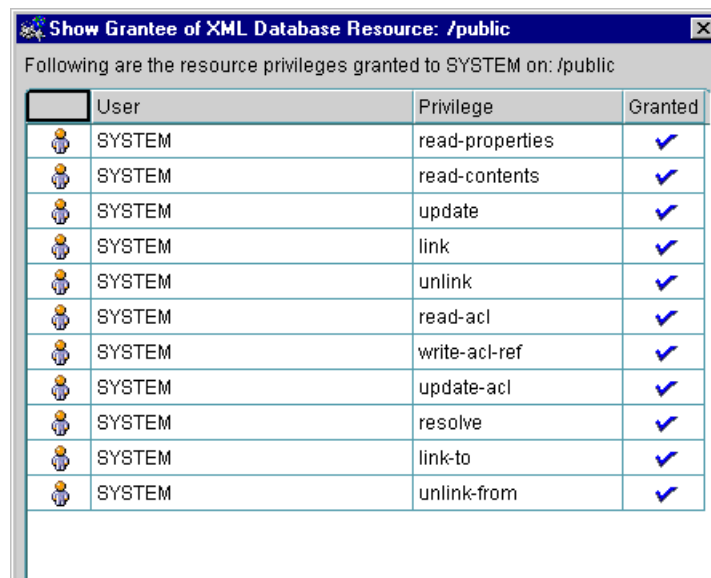 Show Grantee of XML Database Resource: /public
Following are the resource privileges granted to SYSTEM on: /public
User Privilege Granted
SYSTEM read-properties
SYSTEM read-contents
SYSTEM update
SYSTEM link
SYSTEM unlink
SYSTEM read-acl
SYSTEM write-acl-ref
SYSTEM update-acl
SYSTEM resolve
SYSTEM link-to
SYSTEM unlink-from